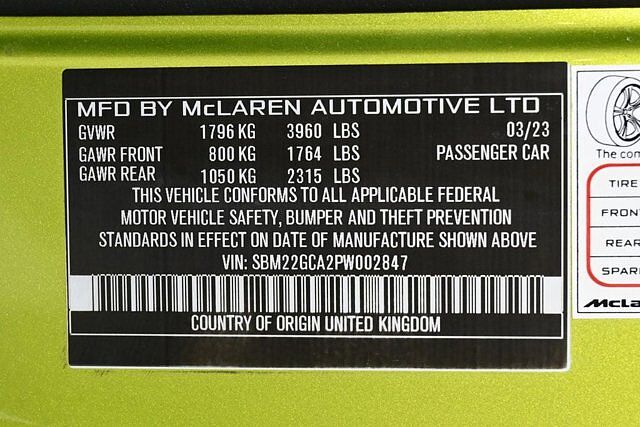 MFD BY McLAREN AUTOMOTIVE LTD
GVWR 1796 KG 3960 LBS 03/23
GAWR FRONT 800 KG 1764 LBS PASSENGER CAR
GAWR REAR 1050 KG 2315 LBS
THIS VEHICLE CONFORMS TO ALL APPLICABLE FEDERAL
MOTOR VEHICLE SAFETY, BUMPER AND THEFT PREVENTION
STANDARDS IN EFFECT ON DATE OF MANUFACTURE SHOWN ABOVE
VIN: SBM22GCA2PW002847
COUNTRY OF ORIGIN UNITED KINGDOM
The com
TIRE
FRON
REAR
SPAR
McLa